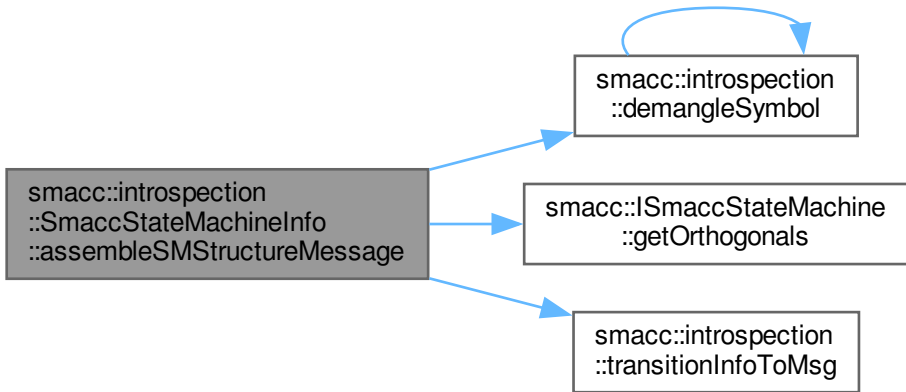 smacc::introspection
::SmaccStateMachineInfo
::assembleSMStructureMessage
smacc::introspection
::demangleSymbol
smacc::ISmaccStateMachine
::getOrthogonals
smacc::introspection
::transitionInfoToMsg